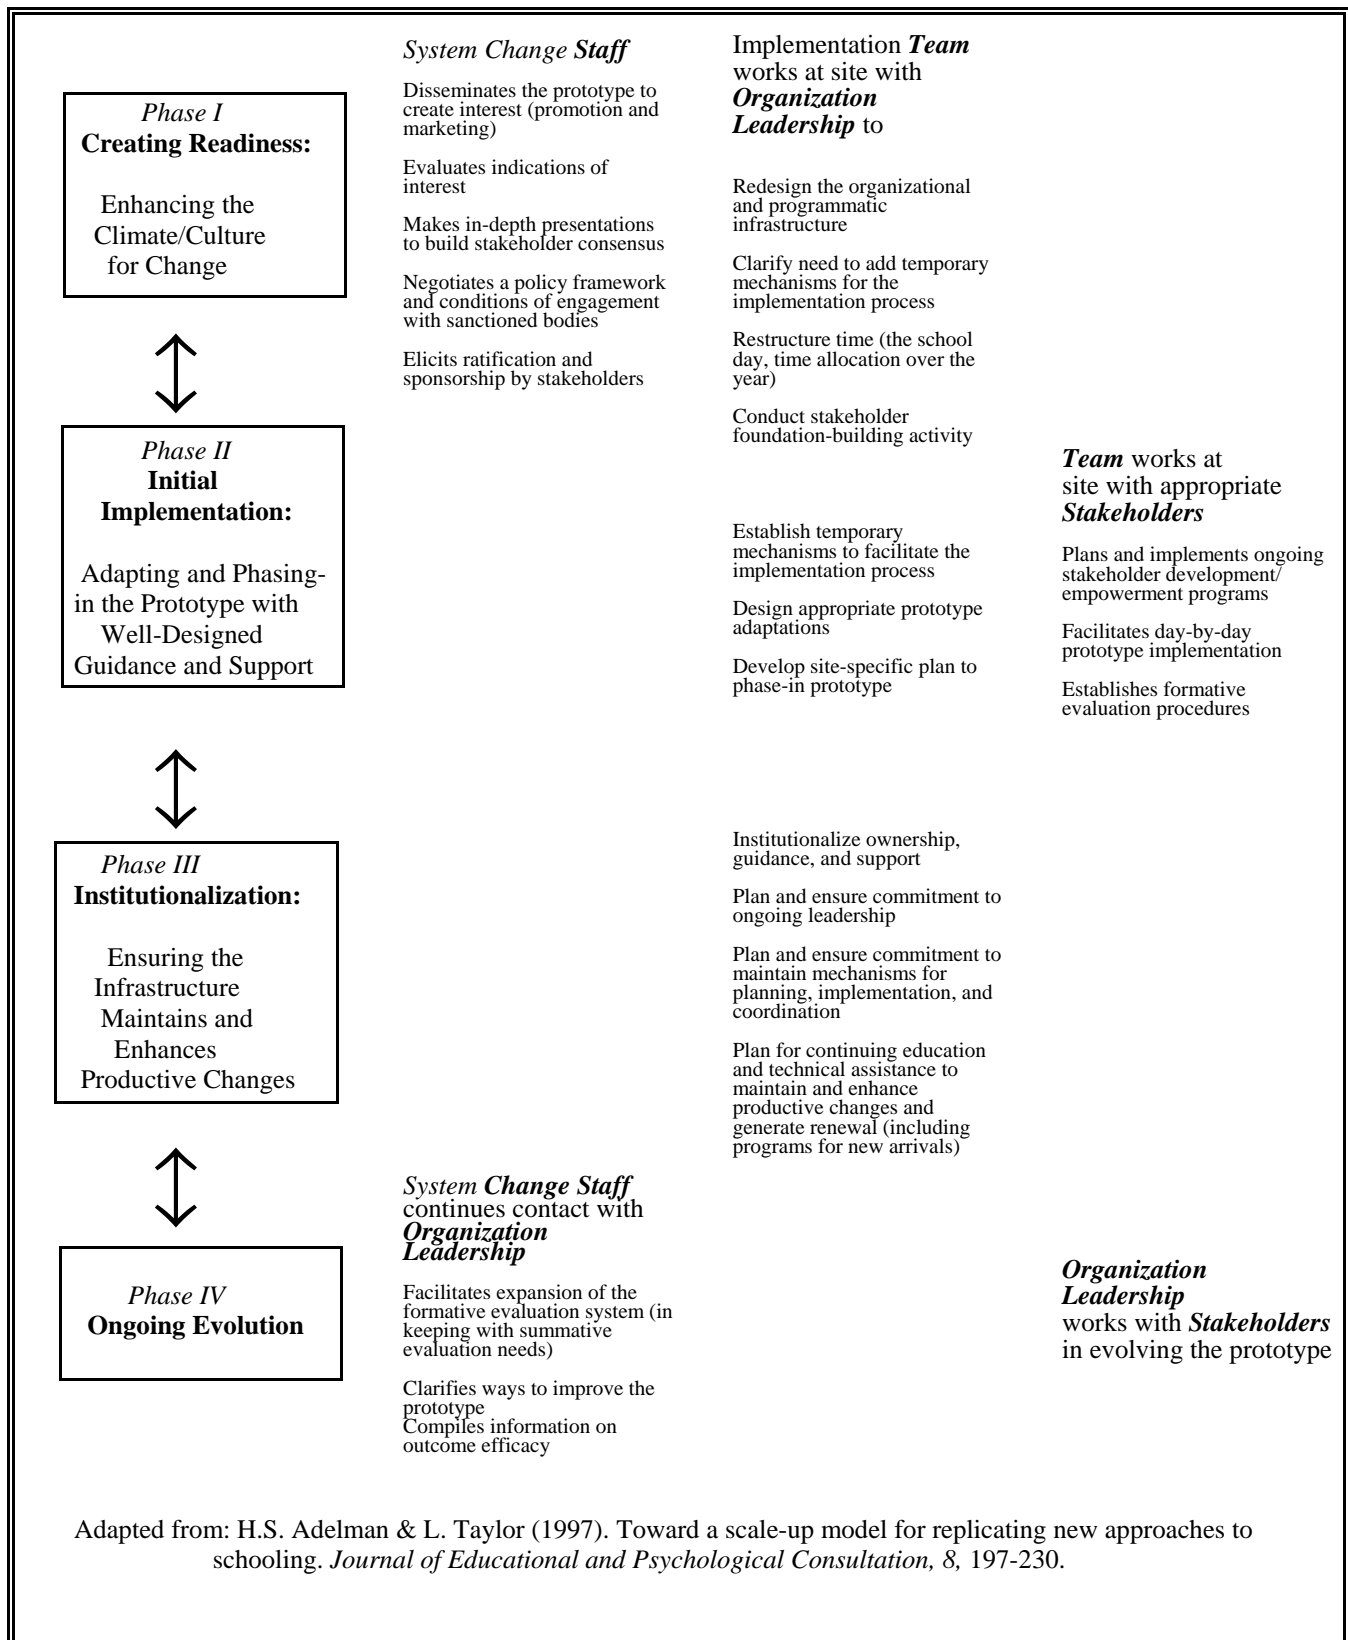 Phase I
Creating Readiness:
Enhancing the
Climate/Culture
for Change
System Change Staff
Disseminates the prototype to
create interest (promotion and
marketing)
Evaluates indications of
interest
Makes in-depth presentations
to build stakeholder consensus
Negotiates a policy framework
and conditions of engagement
with sanctioned bodies
Elicits ratification and
sponsorship by stakeholders
Implementation Team
works at site with
Organization
Leadership to
Redesign the organizational
and programmatic
infrastructure
Clarify need to add temporary
mechanisms for the
implementation process
Restructure time (the school
day, time allocation over the
year)
Conduct stakeholder
foundation-building activity
Phase II
Initial
Implementation:
Adapting and Phasing-
in the Prototype with
Well-Designed
Guidance and Support
Establish temporary
mechanisms to facilitate the
implementation process
Design appropriate prototype
adaptations
Develop site-specific plan to
phase-in prototype
Team works at
site with appropriate
Stakeholders
Plans and implements ongoing
stakeholder development/
empowerment programs
Facilitates day-by-day
prototype implementation
Establishes formative
evaluation procedures
Phase III
Institutionalization:
Ensuring the
Infrastructure
Maintains and
Enhances
Productive Changes
Institutionalize ownership,
guidance, and support
Plan and ensure commitment to
ongoing leadership
Plan and ensure commitment to
maintain mechanisms for
planning, implementation, and
coordination
Plan for continuing education
and technical assistance to
maintain and enhance
productive changes and
generate renewal (including
programs for new arrivals)
Phase IV
Ongoing Evolution
System Change Staff
continues contact with
Organization
Leadership
Facilitates expansion of the
formative evaluation system (in
keeping with summative
evaluation needs)
Clarifies ways to improve the
prototype
Compiles information on
outcome efficacy
Organization
Leadership
works with Stakeholders
in evolving the prototype
Adapted from: H.S. Adelman & L. Taylor (1997). Toward a scale-up model for replicating new approaches to
schooling. Journal of Educational and Psychological Consultation, 8, 197-230.